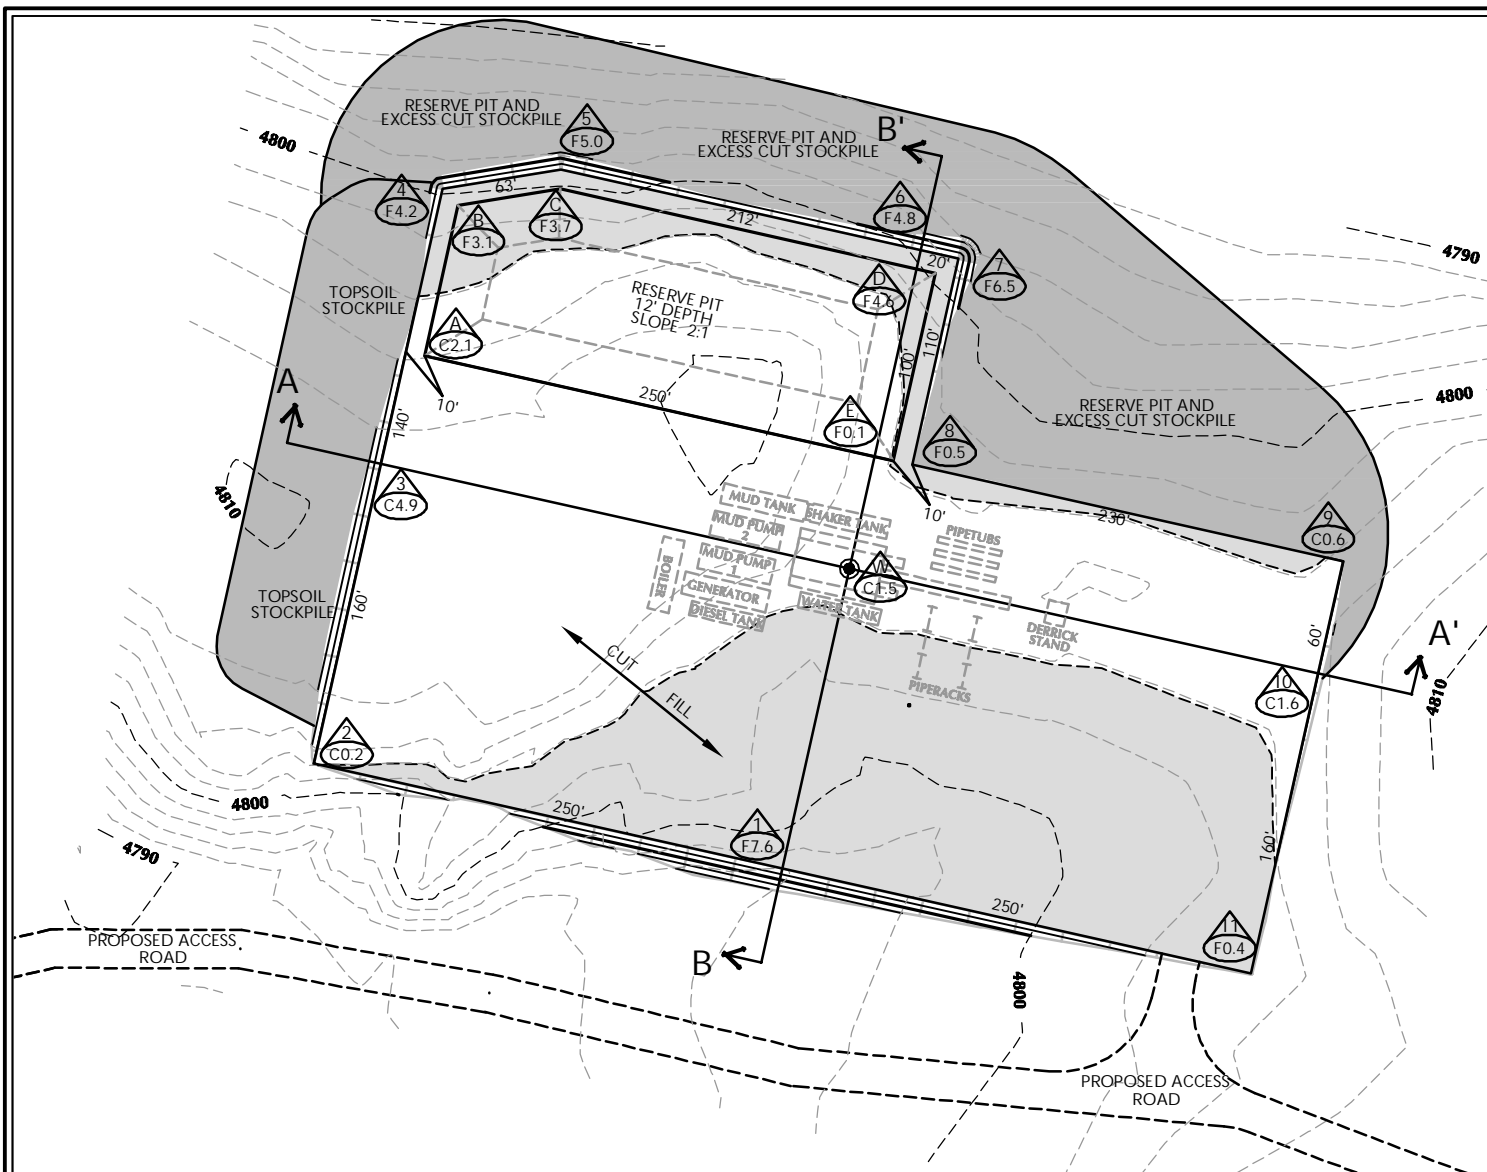 RESERVE PIT AND
EXCESS CUT STOCKPILE
5
F5.0
B'
RESERVE PIT AND
EXCESS CUT STOCKPILE
4800
4
F4.2
63'
6
F4.8
B
F3.1
C
F3.7
212'
4790
20'
7
F6.5
D
F4.6
TOPSOIL
STOCKPILE
RESERVE PIT
12' DEPTH
SLOPE 2:1
A
C2.1
110'
100'
A
10'
250'
4800
140'
E
F0.1
RESERVE PIT AND
EXCESS CUT STOCKPILE
8
F0.5
4810
3
C4.9
MUD TANK
SHAKER TANK
10'
230'
9
C0.6
MUD PUMP
2
PIPETUBS
MUD PUMP
1
BOILER
W
C1.5
GENERATOR
TOPSOIL
STOCKPILE
160'
DIESEL TANK
WATER TANK
DERRICK
STAND
60'
A'
CUT
FILL
PIPERACKS
10
C1.6
4810
2
C0.2
4800
250'
1
F7.6
4790
160'
250'
11
F0.4
PROPOSED ACCESS
ROAD
B
4800
PROPOSED ACCESS
ROAD